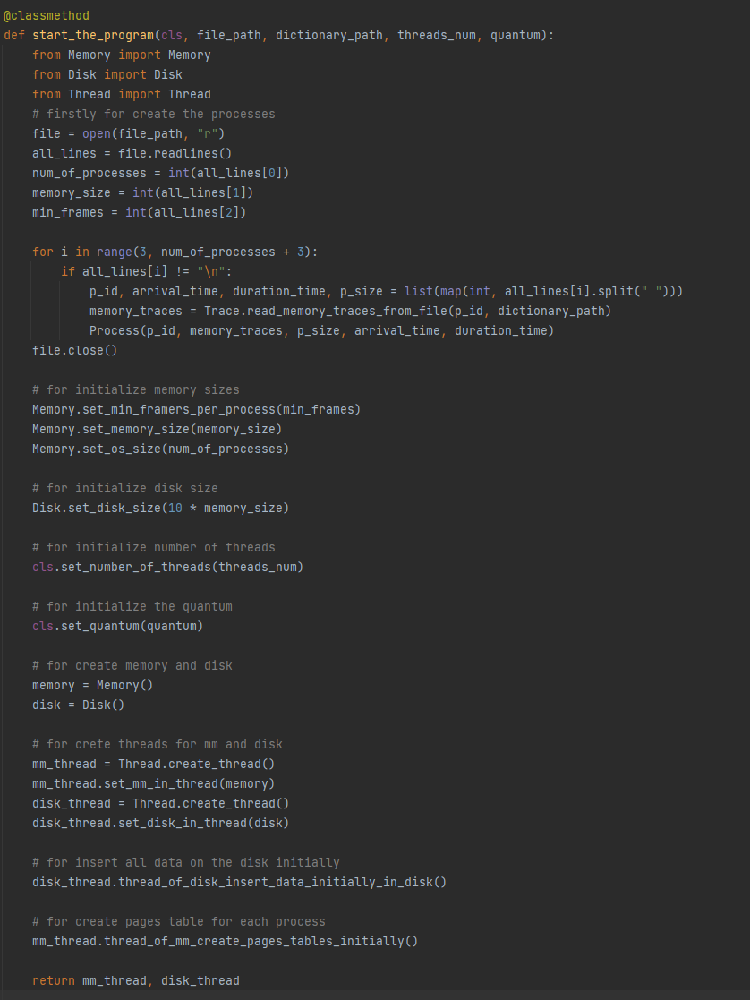 @classmethod
def start_the_program(cls, file_path, dictionary_path, threads_num, quantum):
    from Memory import Memory
    from Disk import Disk
    from Thread import Thread
    # firstly for create the processes
    file = open(file_path, "r")
    all_lines = file.readlines()
    num_of_processes = int(all_lines[0])
    memory_size = int(all_lines[1])
    min_frames = int(all_lines[2])

    for i in range(3, num_of_processes + 3):
        if all_lines[i] != "\n":
            p_id, arrival_time, duration_time, p_size = list(map(int, all_lines[i].split(" ")))
            memory_traces = Trace.read_memory_traces_from_file(p_id, dictionary_path)
            Process(p_id, memory_traces, p_size, arrival_time, duration_time)
    file.close()

    # for initialize memory sizes
    Memory.set_min_framers_per_process(min_frames)
    Memory.set_memory_size(memory_size)
    Memory.set_os_size(num_of_processes)

    # for initialize disk size
    Disk.set_disk_size(10 * memory_size)

    # for initialize number of threads
    cls.set_number_of_threads(threads_num)

    # for initialize the quantum
    cls.set_quantum(quantum)

    # for create memory and disk
    memory = Memory()
    disk = Disk()

    # for crete threads for mm and disk
    mm_thread = Thread.create_thread()
    mm_thread.set_mm_in_thread(memory)
    disk_thread = Thread.create_thread()
    disk_thread.set_disk_in_thread(disk)

    # for insert all data on the disk initially
    disk_thread.thread_of_disk_insert_data_initially_in_disk()

    # for create pages table for each process
    mm_thread.thread_of_mm_create_pages_tables_initially()

    return mm_thread, disk_thread